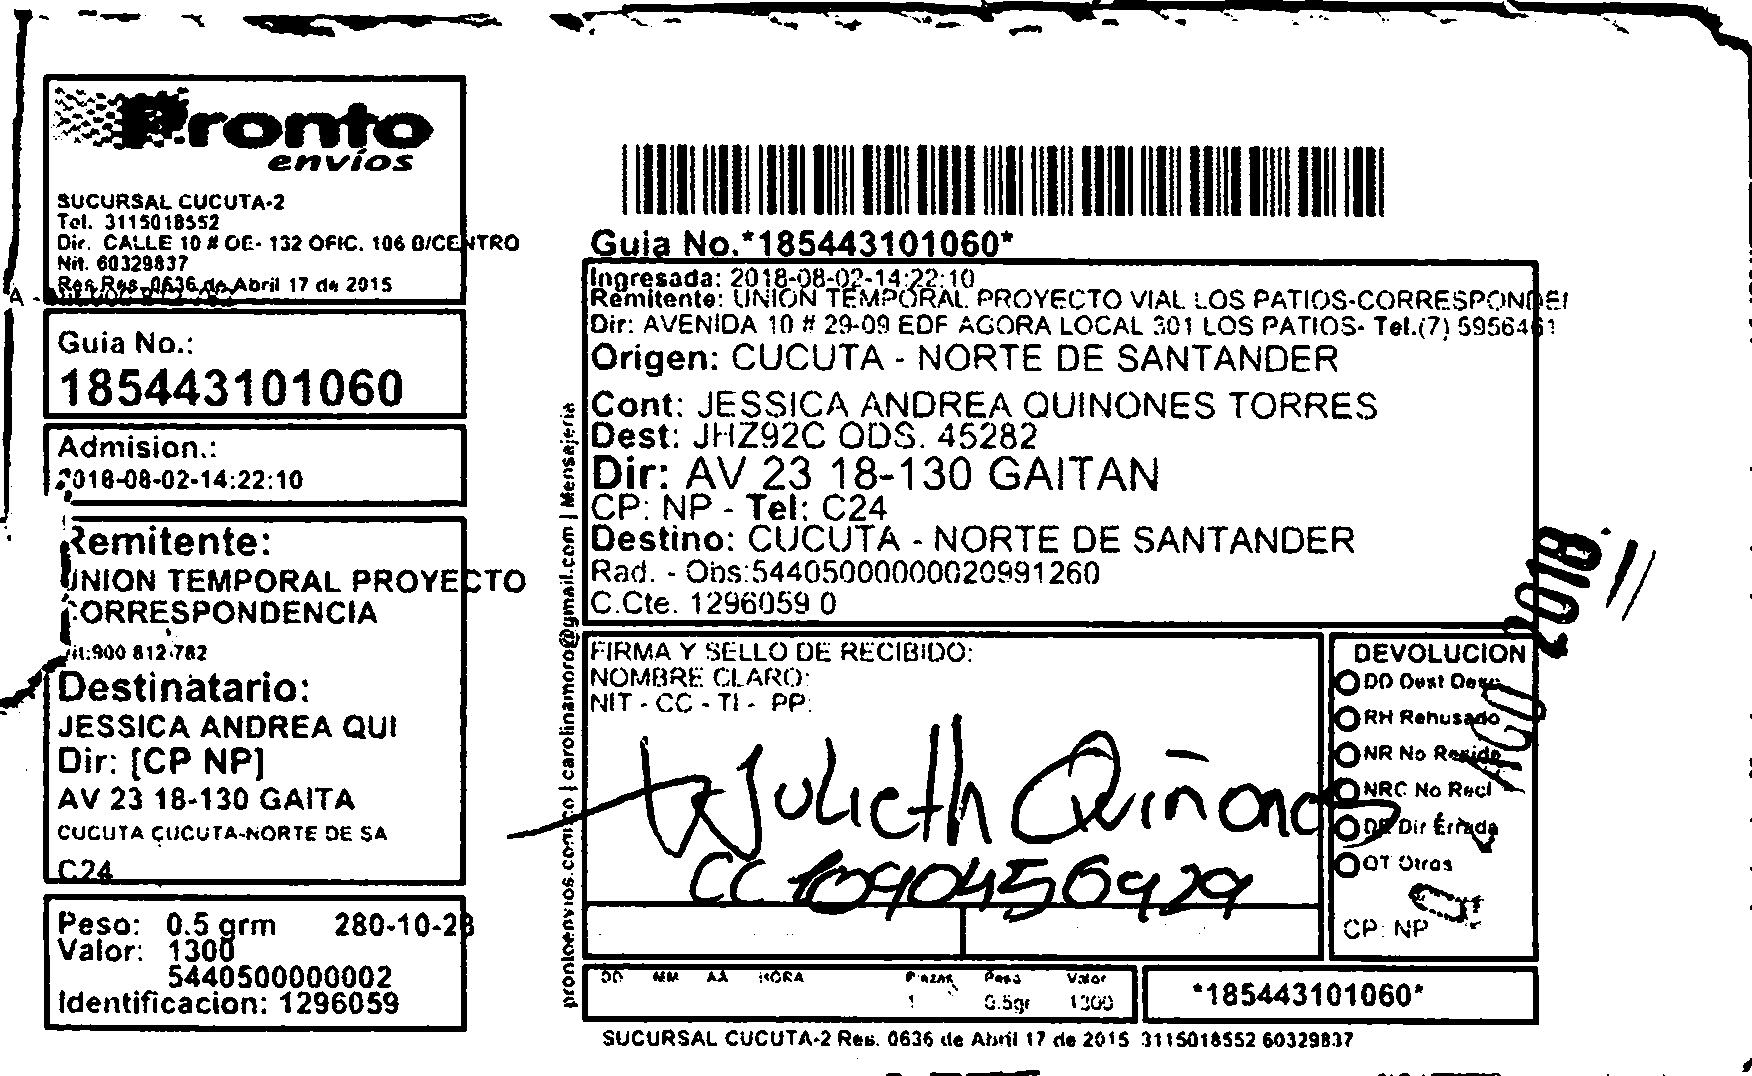 Pronto
envíos
SUCURSAL CUCUTA-2
Tel. 3115018552
Dir. CALLE 10 # OE- 132 OFIC. 106 B/CENTRO
Nit. 60329837
Res Res-0636 de Abril 17 de 2015
Guia No.:
185443101060
Admision.:
2018-08-02-14:22:10
Remitente:
UNION TEMPORAL PROYECTO
CORRESPONDENCIA
Nit:900 812 782
Destinatario:
JESSICA ANDREA QUI
Dir: [CP NP]
AV 23 18-130 GAITA
CUCUTA CUCUTA-NORTE DE SA
C24
Peso: 0.5 grm 280-10-28
Valor: 1300
5440500000002
Identificacion: 1296059
prontoenvios.com.co | carolinamoro@gmail.com | Mensajeria
Guia No.*185443101060*
Ingresada: 2018-08-02-14:22:10
Remitente: UNION TEMPORAL PROYECTO VIAL LOS PATIOS-CORRESPONDEI
Dir: AVENIDA 10 # 29-09 EDF AGORA LOCAL 301 LOS PATIOS- Tel.(7) 5956461
Origen: CUCUTA - NORTE DE SANTANDER
Cont: JESSICA ANDREA QUINONES TORRES
Dest: JHZ92C ODS. 45282
Dir: AV 23 18-130 GAITAN
CP: NP - Tel: C24
Destino: CUCUTA - NORTE DE SANTANDER
Rad. - Obs:544050000000020991260
C.Cte. 1296059 0
FIRMA Y SELLO DE RECIBIDO:
NOMBRE CLARO:
NIT - CC - TI - PP:
Julieth Quiñones
CC 1090456929
DEVOLUCION
DD Dest Desc
RH Rehusado
NR No Reside
NRC No Recl
DE Dir Errada
OT Otros
CP: NP
AGO 2018
DD MM AA HORA
Piezas Peso Valor
1 0.5gr 1300
*185443101060*
SUCURSAL CUCUTA-2 Res. 0636 de Abril 17 de 2015 3115018552 60329837